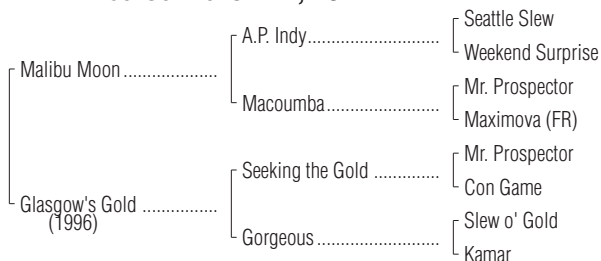 Seattle Slew
A.P. Indy
Weekend Surprise
Malibu Moon
Mr. Prospector
Macoumba
Maximova (FR)
Mr. Prospector
Seeking the Gold
Con Game
Glasgow's Gold
(1996)
Slew o' Gold
Gorgeous
Kamar